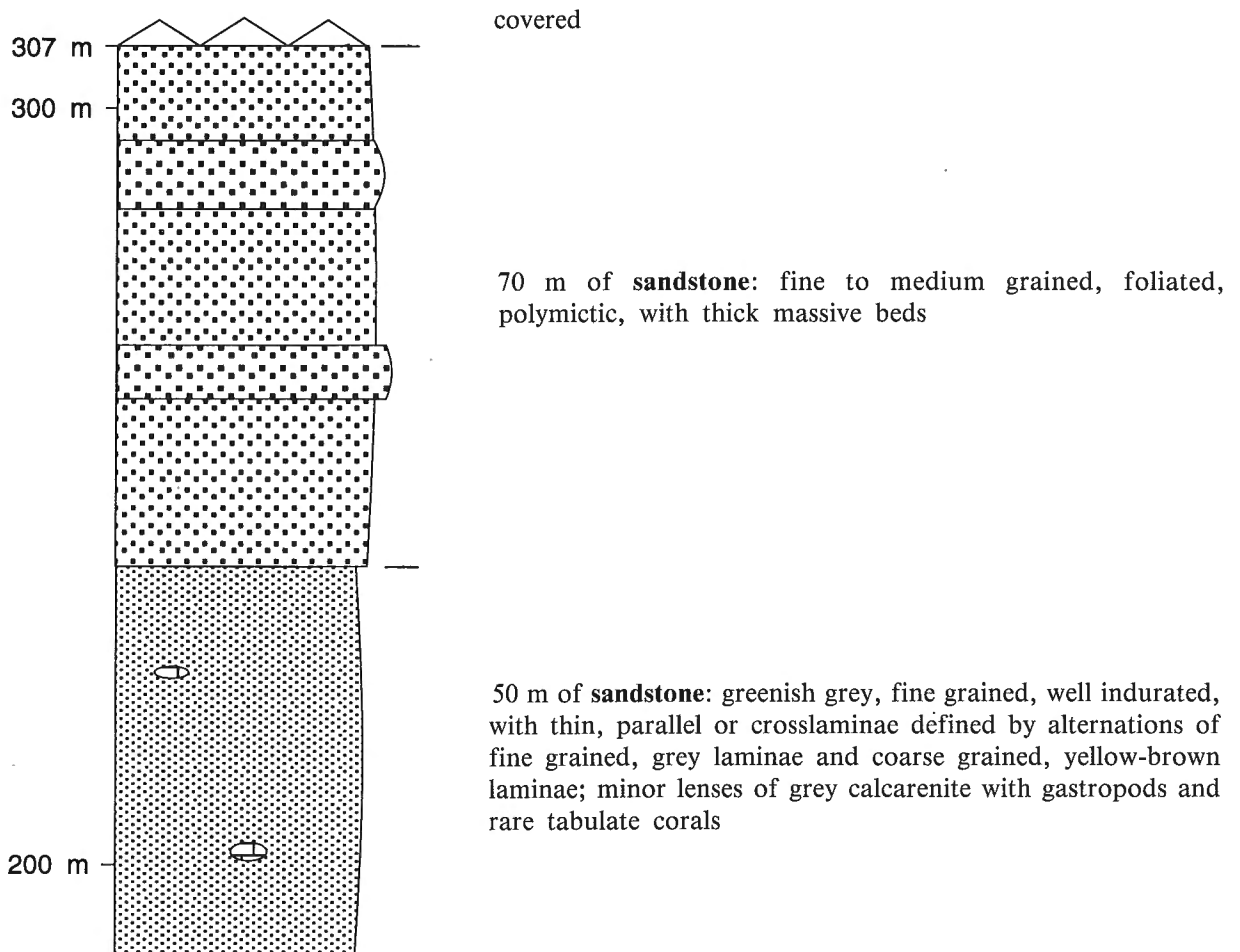 covered
307 m
300 m
70 m of sandstone: fine to medium grained, foliated,
polymictic, with thick massive beds
50 m of sandstone: greenish grey, fine grained, well indurated,
with thin, parallel or crosslaminae defined by alternations of
fine grained, grey laminae and coarse grained, yellow-brown
laminae; minor lenses of grey calcarenite with gastropods and
rare tabulate corals
200 m